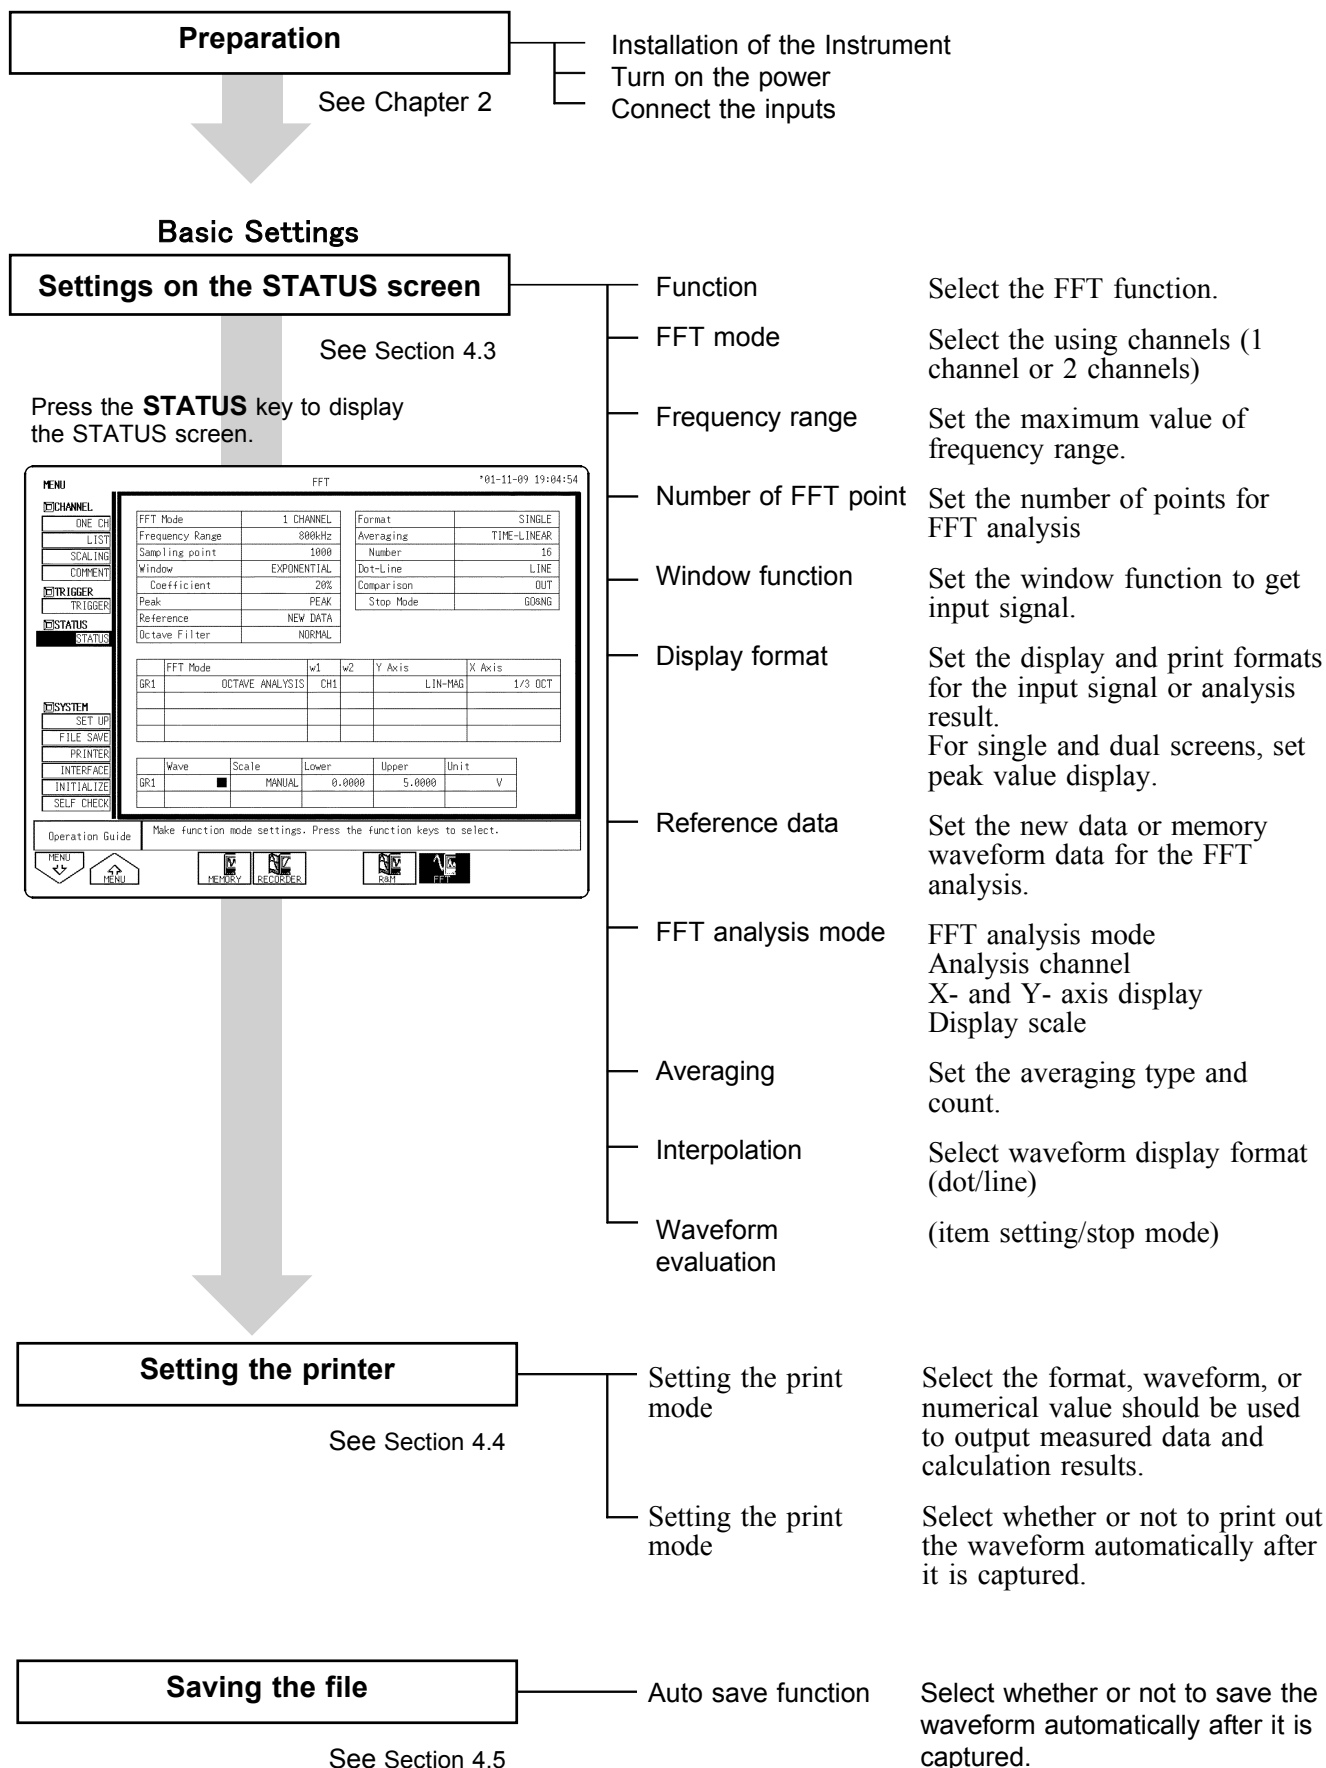 Preparation
Installation of the Instrument
Turn on the power
Connect the inputs
See Chapter 2
Basic Settings
Settings on the STATUS screen
See Section 4.3
Press the STATUS key to display
the STATUS screen.
MENU
FFT
'01-11-09 19:04:54
CHANNEL
ONE CH
LIST
SCALING
COMMENT
TRIGGER
TRIGGER
STATUS
STATUS
SYSTEM
SET UP
FILE SAVE
PRINTER
INTERFACE
INITIALIZE
SELF CHECK
FFT Mode 1 CHANNEL
Frequency Range 800kHz
Sampling point 1000
Window EXPONENTIAL
Coefficient 20%
Peak PEAK
Reference NEW DATA
Octave Filter NORMAL
Format SINGLE
Averaging TIME-LINEAR
Number 16
Dot-Line LINE
Comparison OUT
Stop Mode GO&NG
FFT Mode w1 w2 Y Axis X Axis
GR1 OCTAVE ANALYSIS CH1 LIN-MAG 1/3 OCT
Wave Scale Lower Upper Unit
GR1 MANUAL 0.0000 5.0000 V
Operation Guide
Make function mode settings. Press the function keys to select.
MENU
MENU
MEMORY
RECORDER
R&M
FFT
Function
Select the FFT function.
FFT mode
Select the using channels (1
channel or 2 channels)
Frequency range
Set the maximum value of
frequency range.
Number of FFT point
Set the number of points for
FFT analysis
Window function
Set the window function to get
input signal.
Display format
Set the display and print formats
for the input signal or analysis
result.
For single and dual screens, set
peak value display.
Reference data
Set the new data or memory
waveform data for the FFT
analysis.
FFT analysis mode
FFT analysis mode
Analysis channel
X- and Y- axis display
Display scale
Averaging
Set the averaging type and
count.
Interpolation
Select waveform display format
(dot/line)
Waveform
evaluation
(item setting/stop mode)
Setting the printer
See Section 4.4
Setting the print
mode
Select the format, waveform, or
numerical value should be used
to output measured data and
calculation results.
Setting the print
mode
Select whether or not to print out
the waveform automatically after
it is captured.
Saving the file
See Section 4.5
Auto save function
Select whether or not to save the
waveform automatically after it is
captured.